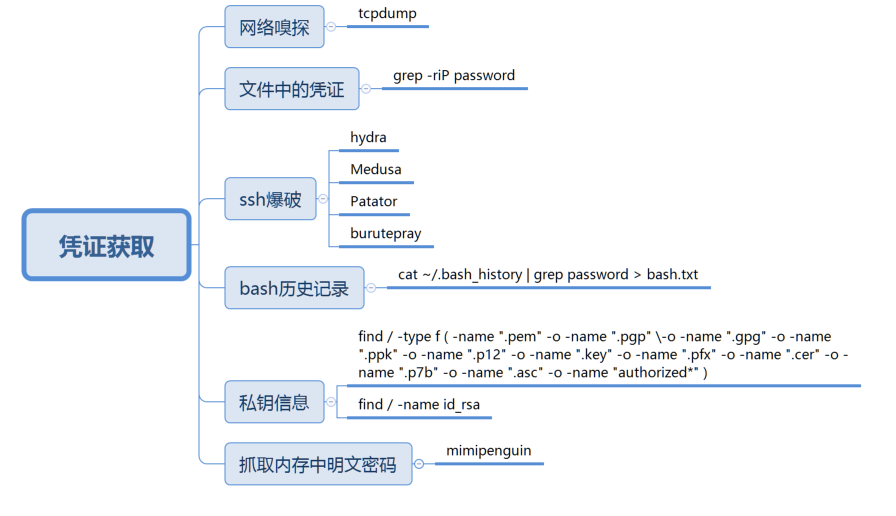 凭证获取
网络嗅探
tcpdump
文件中的凭证
grep -riP password
ssh爆破
hydra
Medusa
Patator
burutepray
bash历史记录
cat ~/.bash_history | grep password > bash.txt
私钥信息
find / -type f ( -name ".pem" -o -name ".pgp" \-o -name ".gpg" -o -name
".ppk" -o -name ".p12" -o -name ".key" -o -name ".pfx" -o -name ".cer" -o -
name ".p7b" -o -name ".asc" -o -name "authorized*" )
find / -name id_rsa
抓取内存中明文密码
mimipenguin